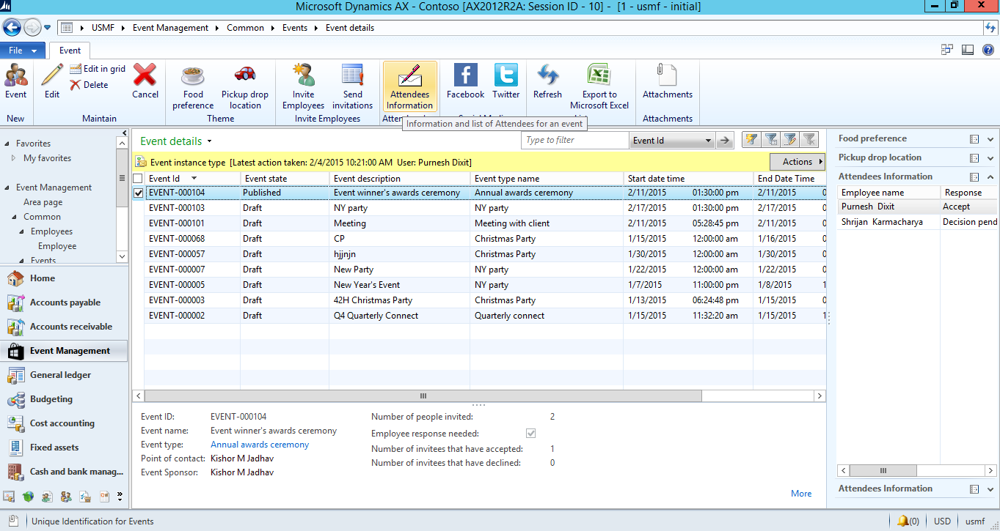 Microsoft Dynamics AX - Contoso [AX2012R2A: Session ID - 10] - [1 - usmf - initial]
USMF Event Management Common Events Event details
File Event
Event Edit Edit in grid Delete Cancel Food preference Pickup drop location Invite Employees Send invitations Attendees Information Facebook Twitter Refresh Export to Microsoft Excel Attachments
New Maintain Theme Invite Employees Attachments
Information and list of Attendees for an event
Favorites
My favorites
Event Management
Area page
Common
Employees
Employee
Events
Home
Accounts payable
Accounts receivable
Event Management
General ledger
Budgeting
Cost accounting
Fixed assets
Cash and bank manag...
Event details Type to filter Event Id
Event instance type [Latest action taken: 2/4/2015 10:21:00 AM User: Purnesh Dixit] Actions
Event Id Event state Event description Event type name Start date time End Date Time
EVENT-000104 Published Event winner's awards ceremony Annual awards ceremony 2/11/2015 01:30:00 pm 2/11/2015 0
EVENT-000103 Draft NY party NY party 2/17/2015 01:30:00 pm 2/17/2015 0
EVENT-000101 Draft Meeting Meeting with client 2/11/2015 05:28:45 pm 2/11/2015 0
EVENT-000068 Draft CP Christmas Party 1/15/2015 12:00:00 am 1/16/2015 0
EVENT-000057 Draft hjjnjn Christmas Party 1/30/2015 12:00:00 am 1/30/2015 0
EVENT-000007 Draft New Party NY party 1/22/2015 12:00:00 am 1/22/2015 0
EVENT-000005 Draft New Year's Event NY party 1/7/2015 11:00:00 pm 1/8/2015 1
EVENT-000003 Draft 42H Christmas Party Christmas Party 1/13/2015 06:24:48 pm 1/15/2015 0
EVENT-000002 Draft Q4 Quarterly Connect Quarterly connect 1/15/2015 11:32:20 am 1/15/2015 1
Event ID: EVENT-000104 Number of people invited: 2
Event name: Event winner's awards ceremony Employee response needed:
Event type: Annual awards ceremony Number of invitees that have accepted: 1
Point of contact: Kishor M Jadhav Number of invitees that have declined: 0
Event Sponsor: Kishor M Jadhav
More
Food preference
Pickup drop location
Attendees Information
Employee name Response
Purnesh Dixit Accept
Shrijan Karmacharya Decision pend
Attendees Information
Unique Identification for Events (0) USD usmf